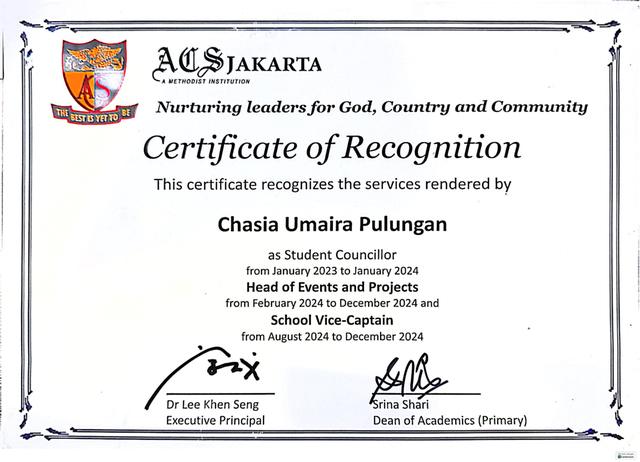 ACS JAKARTA
A METHODIST INSTITUTION
ACS
THE BEST IS YET TO BE
Nurturing leaders for God, Country and Community
Certificate of Recognition
This certificate recognizes the services rendered by
Chasia Umaira Pulungan
as Student Councillor
from January 2023 to January 2024
Head of Events and Projects
from February 2024 to December 2024 and
School Vice-Captain
from August 2024 to December 2024
Dr Lee Khen Seng
Executive Principal
Srina Shari
Dean of Academics (Primary)